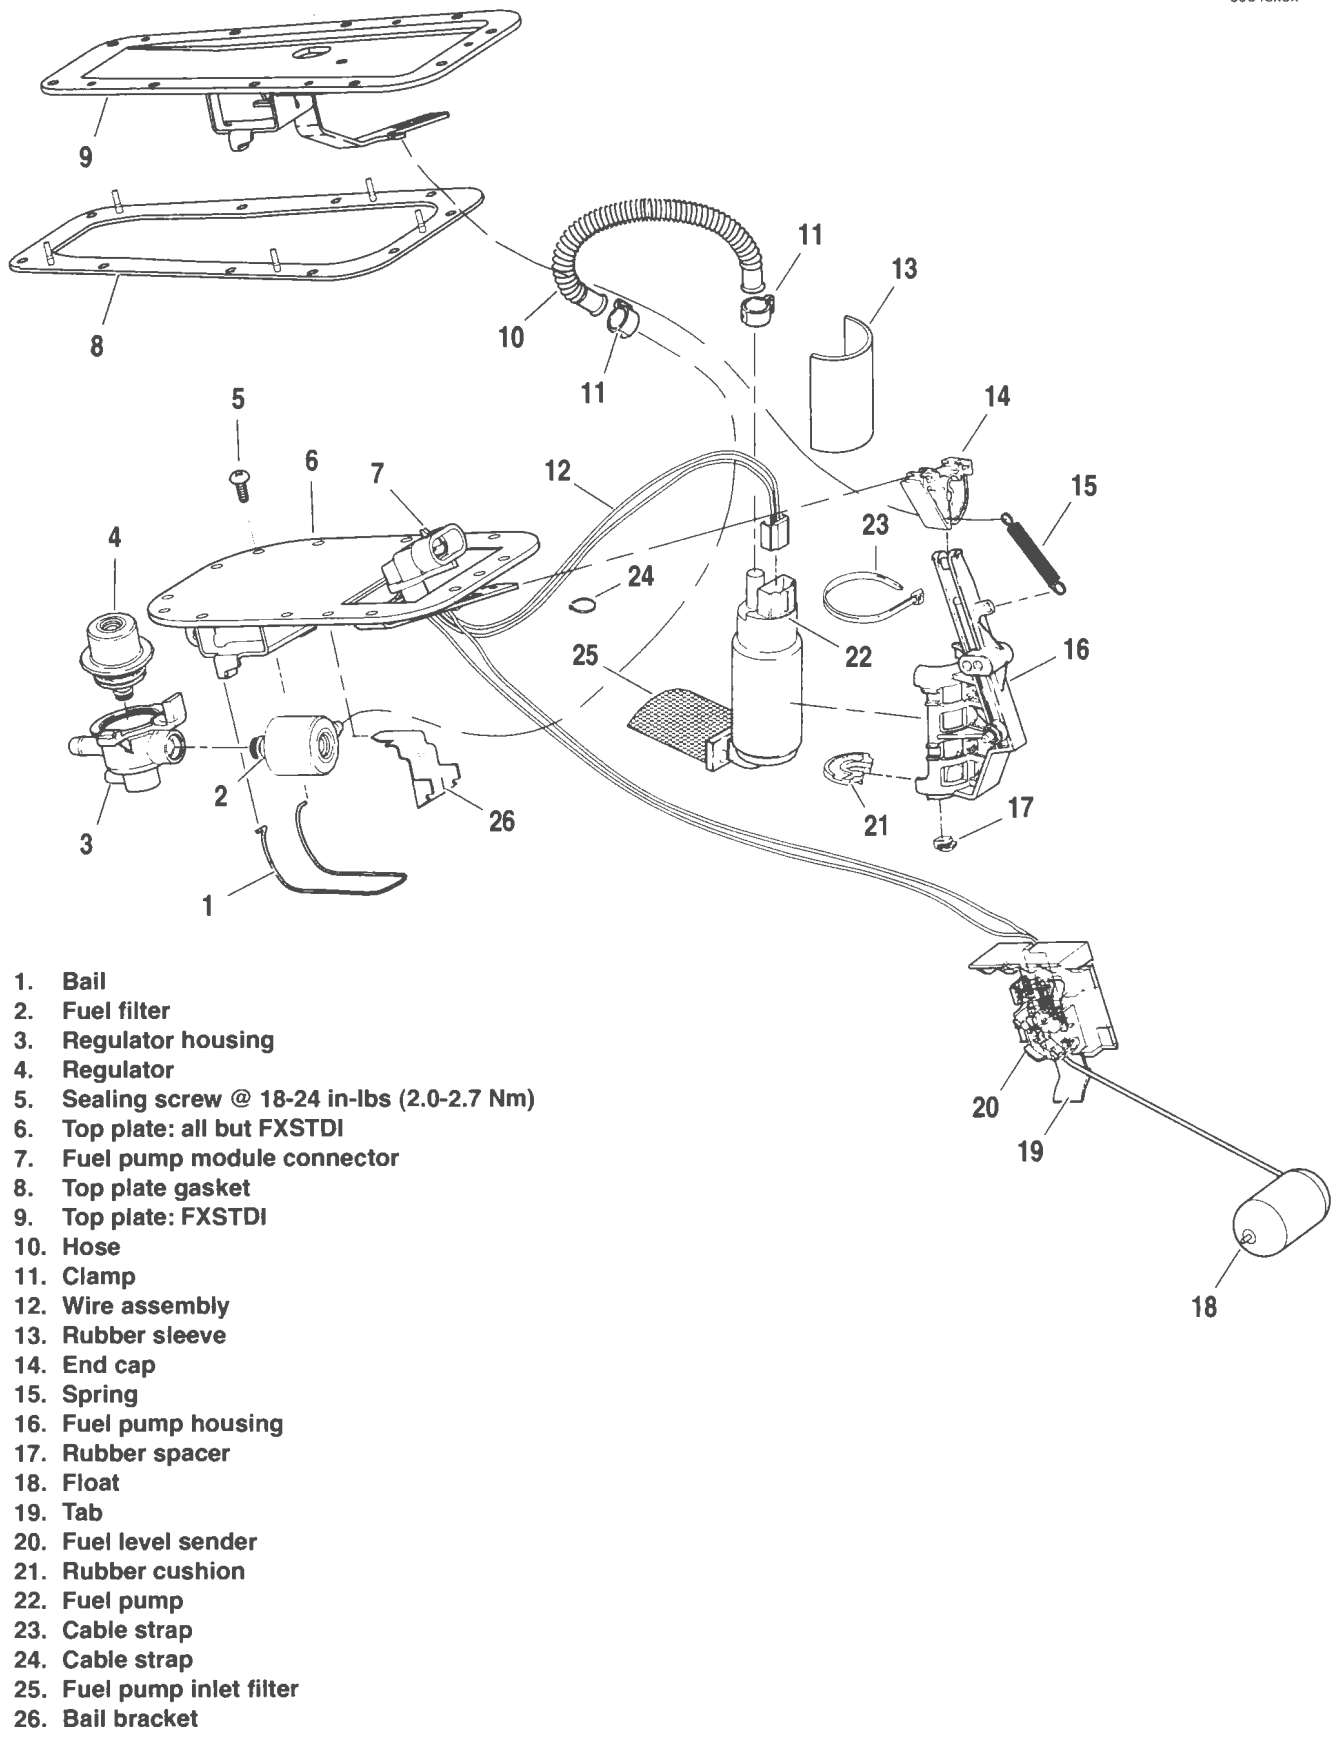 9
8
10
11
11
13
5
6
7
12
14
15
23
4
24
25
22
16
2
26
21
17
3
1
20
19
18
1. Bail
2. Fuel filter
3. Regulator housing
4. Regulator
5. Sealing screw @ 18-24 in-lbs (2.0-2.7 Nm)
6. Top plate: all but FXSTDI
7. Fuel pump module connector
8. Top plate gasket
9. Top plate: FXSTDI
10. Hose
11. Clamp
12. Wire assembly
13. Rubber sleeve
14. End cap
15. Spring
16. Fuel pump housing
17. Rubber spacer
18. Float
19. Tab
20. Fuel level sender
21. Rubber cushion
22. Fuel pump
23. Cable strap
24. Cable strap
25. Fuel pump inlet filter
26. Bail bracket